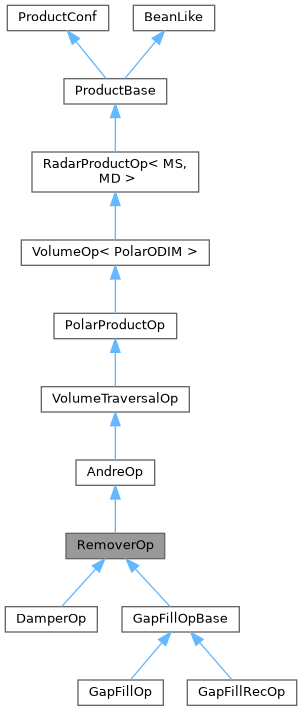 ProductConf
BeanLike
ProductBase
RadarProductOp< MS,
MD >
VolumeOp< PolarODIM >
PolarProductOp
VolumeTraversalOp
AndreOp
RemoverOp
DamperOp
GapFillOpBase
GapFillOp
GapFillRecOp